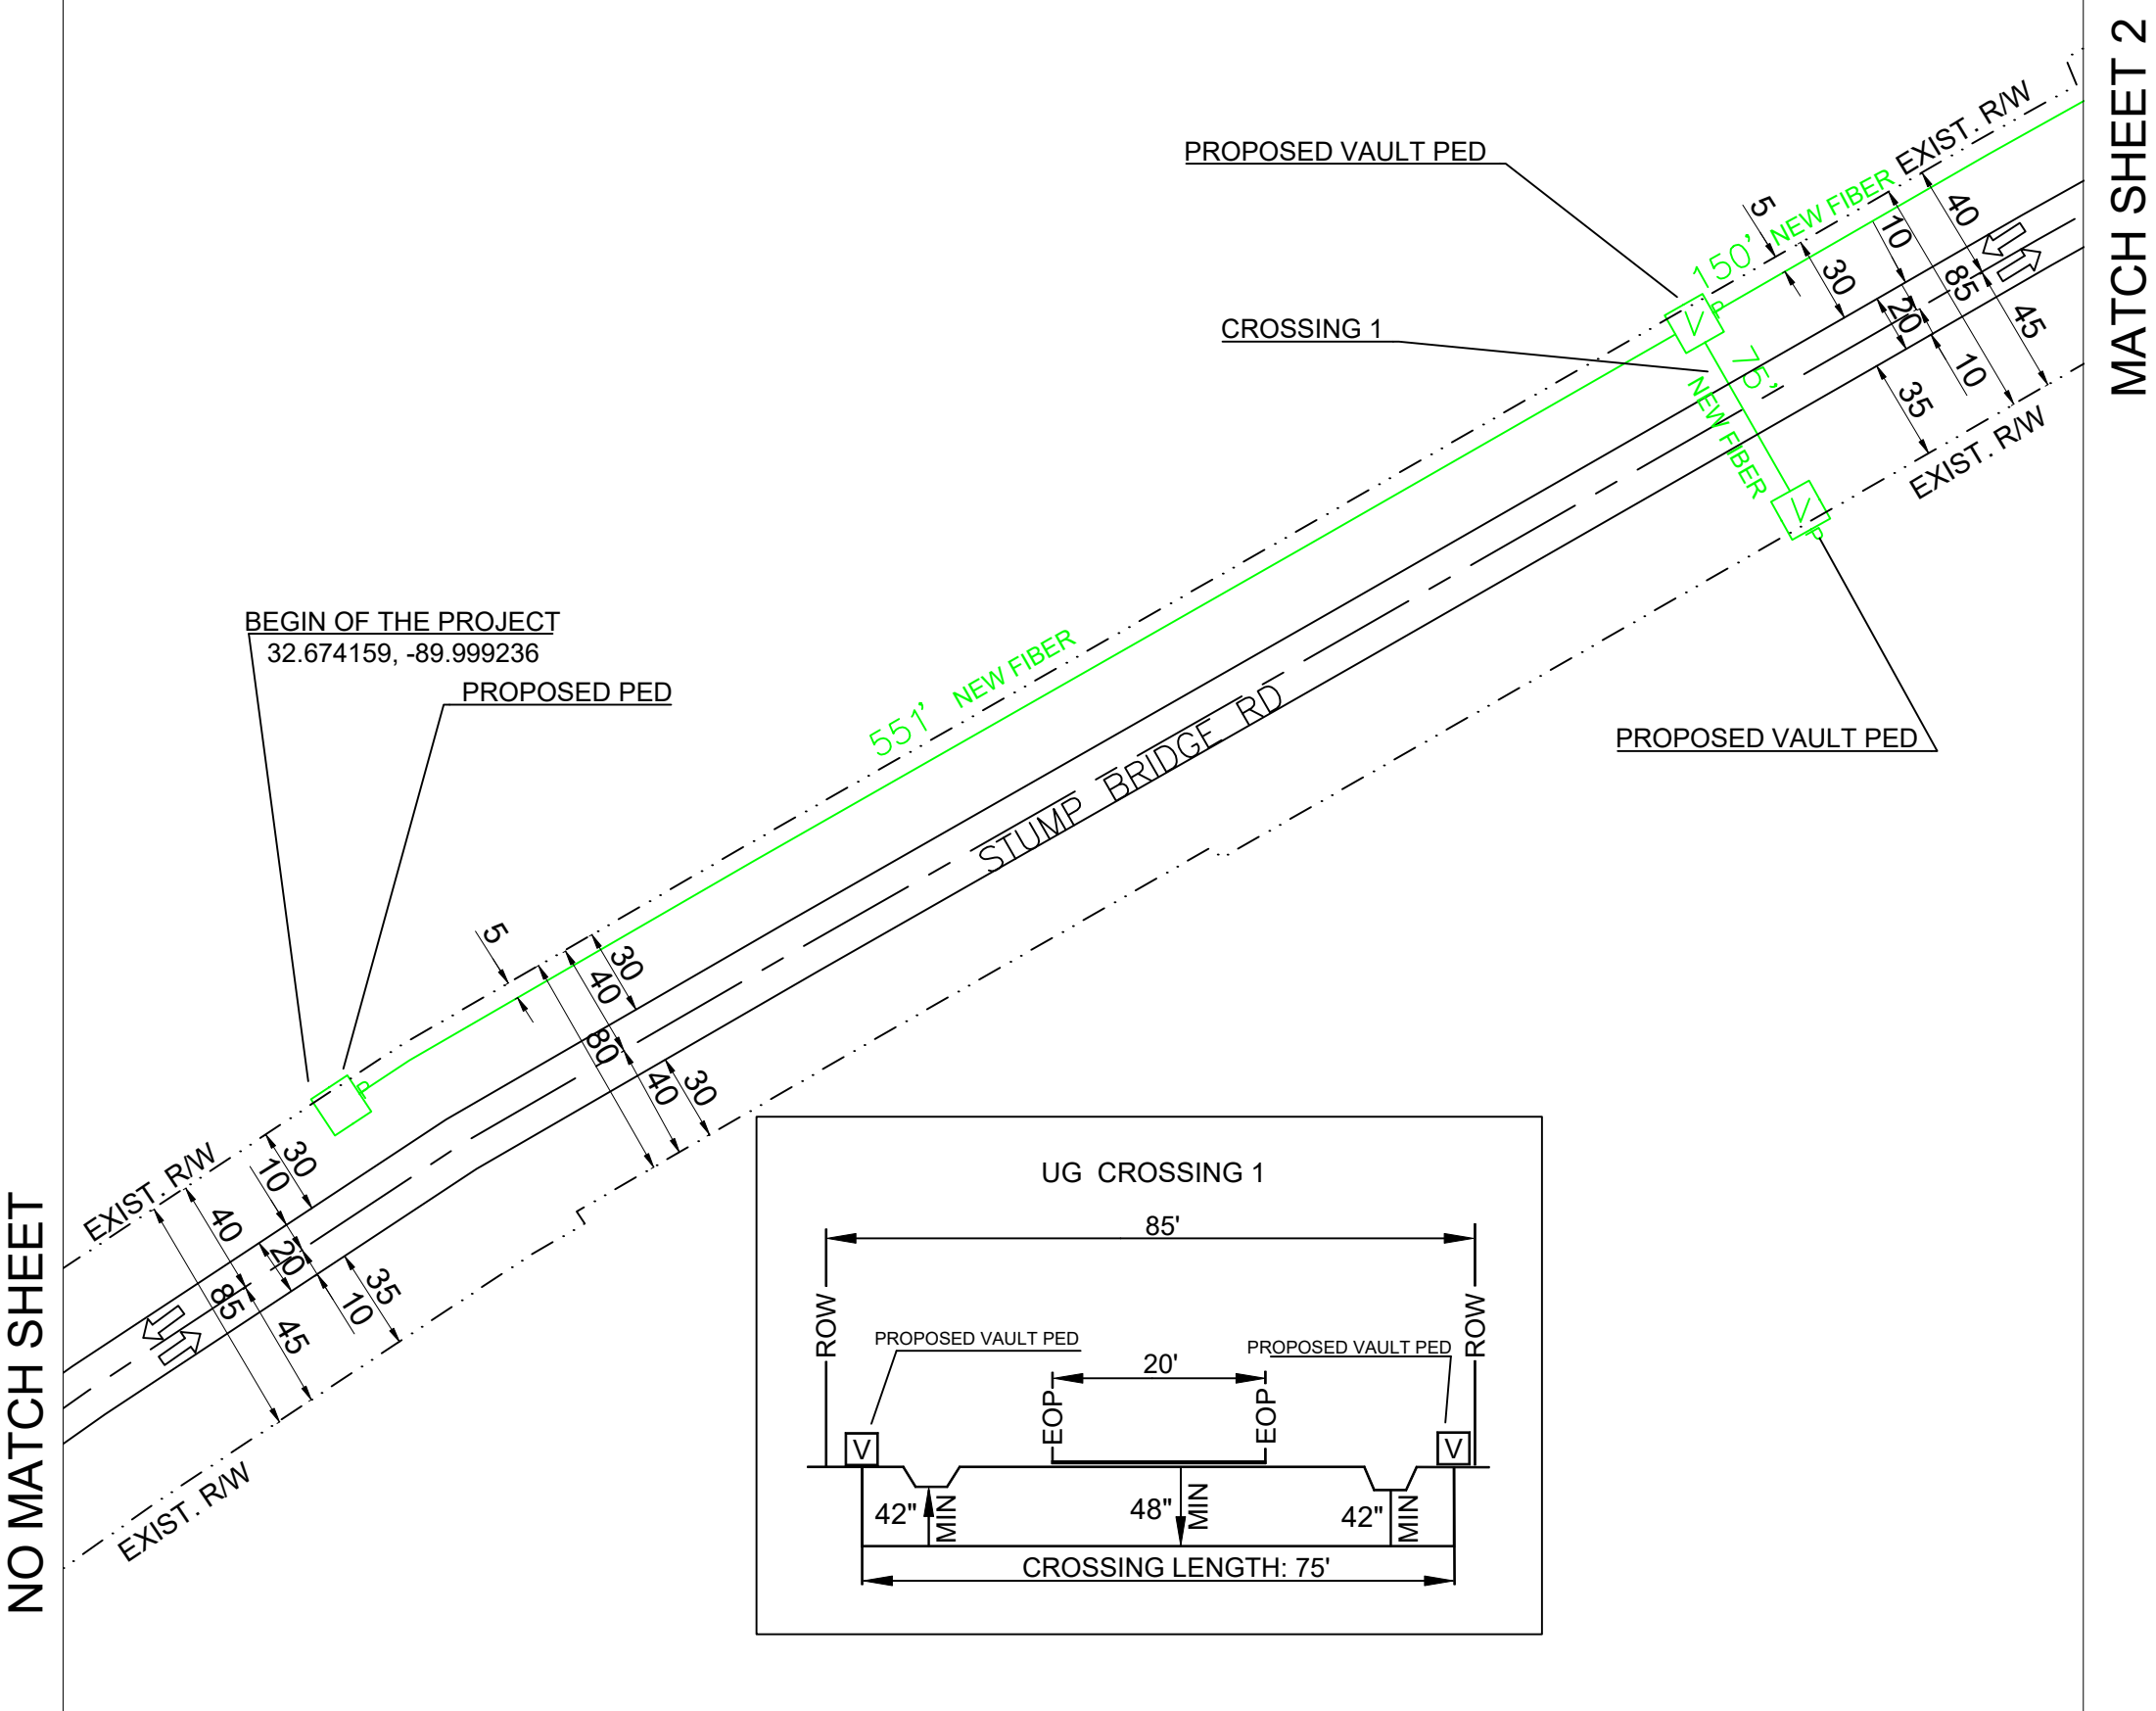 MATCH SHEET 2
PROPOSED VAULT PED
EXIST. R/W
150' NEW FIBER
5
40
10
30
85
20
45
10
35
CROSSING 1
75'
NEW FIBER
EXIST. R/W
PROPOSED VAULT PED
BEGIN OF THE PROJECT
32.674159, -89.999236
PROPOSED PED
551' NEW FIBER
STUMP BRIDGE RD
5
30
40
80
40
30
P
P
P
V
V
EXIST. R/W
30
10
40
20
85
35
10
45
EXIST. R/W
NO MATCH SHEET
UG CROSSING 1
85'
ROW
ROW
PROPOSED VAULT PED
PROPOSED VAULT PED
20'
EOP
EOP
V
V
42"
MIN
48"
MIN
42"
MIN
CROSSING LENGTH: 75'